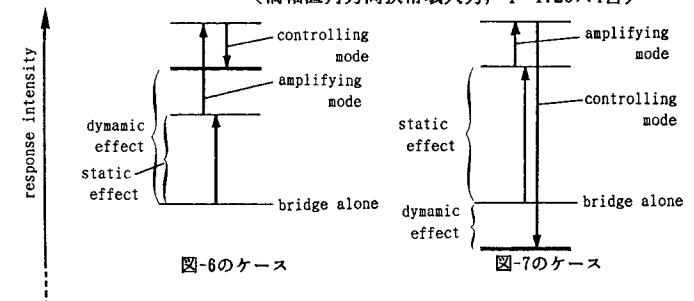 response intensity
controlling
mode
amplifying
mode
dymamic
effect
static
effect
bridge alone
図-6のケース
amplifying
mode
controlling
mode
static
effect
bridge alone
dymamic
effect
図-7のケース